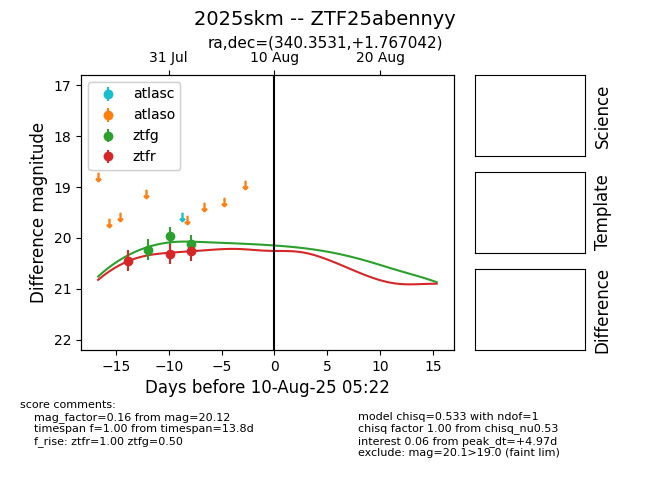 2025skm -- ZTF25abennyy
ra,dec=(340.3531,+1.767042)
31 Jul
10 Aug
20 Aug
17
18
19
20
21
22
Difference magnitude
atlasc
atlaso
ztfg
ztfr
−15
−10
−5
0
5
10
15
Days before 10-Aug-25 05:22
Science
Template
Difference
score comments:
mag_factor=0.16 from mag=20.12
timespan f=1.00 from timespan=13.8d
f_rise: ztfr=1.00 ztfg=0.50
model chisq=0.533 with ndof=1
chisq factor 1.00 from chisq_nu0.53
interest 0.06 from peak_dt=+4.97d
exclude: mag=20.1>19.0 (faint lim)